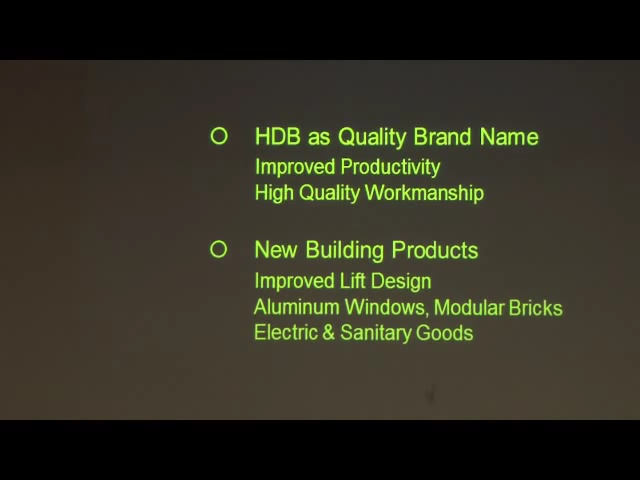 HDB as Quality Brand Name
Improved Productivity
High Quality Workmanship
New Building Products
Improved Lift Design
Aluminum Windows, Modular Bricks
Electric & Sanitary Goods